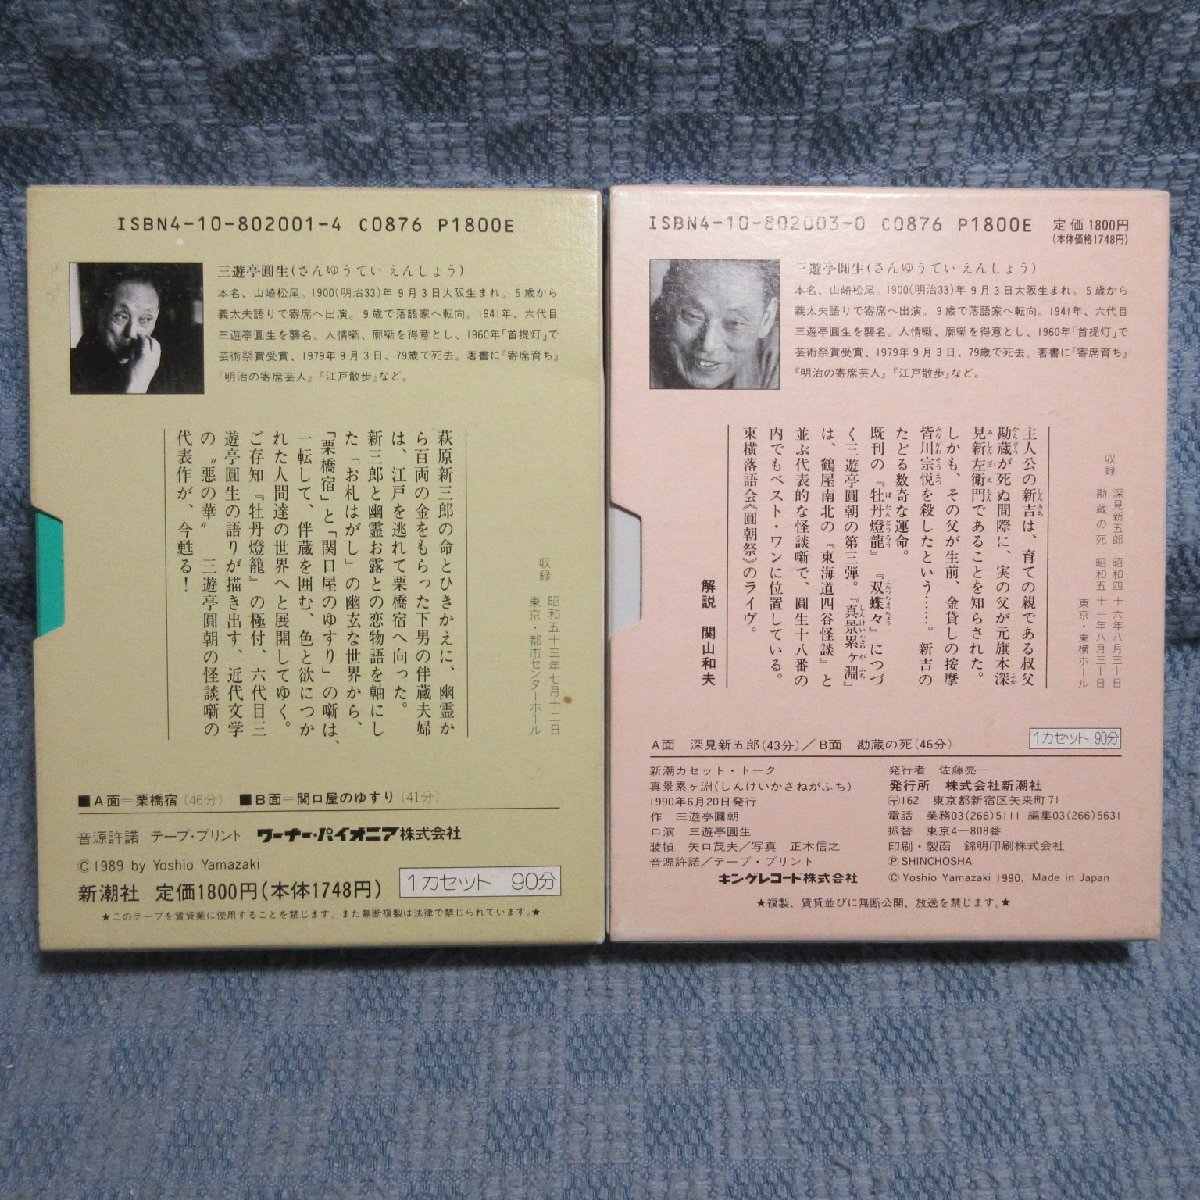 ISBN4-10-802001-4 C0876 P1800E
三遊亭圓生(さんゆうてい えんしょう)
本名、山崎松尾。1900(明治33)年9月3日大阪生まれ。5歳から
義太夫語りで寄席へ出演。9歳で落語家へ転向。1941年、六代目
三遊亭圓生を襲名。人情噺、廓噺を得意とし、1960年「首提灯」で
芸術祭賞受賞、1979年9月3日、79歳で死去。著書に『寄席育ち』
『明治の寄席芸人』『江戸散歩』など。
収録 昭和五十三年七月十二日
東京・都市センターホール
萩原新三郎の命とひきかえに、幽霊か
ら百両の金をもらった下男の伴蔵夫婦
は、江戸を逃れて栗橋宿へ向った。
新三郎と幽霊お露との恋物語を軸にし
た「お札はがし」の幽玄な世界から、
「栗橋宿」と「関口屋のゆすり」の噺は、
一転して、伴蔵を囲む、色と欲につか
れた人間達の世界へと展開してゆく。
ご存知『牡丹燈籠』の極付、六代目三
遊亭圓生の語りが描き出す、近代文学
の〝悪の華〟 三遊亭圓朝の怪談噺の
代表作が、今甦る！
■A面＝栗橋宿(46分) ■B面＝関口屋のゆすり(41分)
音源許諾 テープ・プリント ワーナー・パイオニア株式会社
©1989 by Yoshio Yamazaki
新潮社 定価1800円(本体1748円) 1カセット 90分
★このテープを賃貸業に使用することを禁じます。また無断複製は法律で禁じられています。★
ISBN4-10-802003-0 C0876 P1800E 定価 1800円
(本体価格1748円)
三遊亭圓生(さんゆうてい えんしょう)
本名、山崎松尾。1900(明治33)年9月3日大阪生まれ。5歳から
義太夫語りで寄席へ出演。9歳で落語家へ転向。1941年、六代目
三遊亭圓生を襲名。人情噺、廓噺を得意とし、1960年「首提灯」で
芸術祭賞受賞、1979年9月3日、79歳で死去。著書に『寄席育ち』
『明治の寄席芸人』『江戸散歩』など。
収録 深見新五郎 昭和四十六年八月三十日
勘蔵の死 昭和五十一年八月三十日
東京・東横ホール
主人公の新吉は、育ての親である叔父
勘蔵が死ぬ間際に、実の父が元旗本深
見新左衛門であることを知らされた。
しかも、その父が生前、金貸しの按摩
皆川宗悦を殺したという……。新吉の
たどる数奇な運命。
既刊の『牡丹燈籠』『双蝶々』につづ
く三遊亭圓朝の第三弾。『真景累ヶ淵』
は、鶴屋南北の『東海道四谷怪談』と
並ぶ代表的な怪談噺で、圓生十八番の
内でもベスト・ワンに位置している。
東横落語会《圓朝祭》のライヴ。
解説 関山和夫
1カセット 90分
A面 深見新五郎(43分)／B面 勘蔵の死(46分)
新潮カセット・トーク
真景累ヶ淵(しんけいかさねがふち)
1990年6月20日発行
作 三遊亭圓朝
口演 三遊亭圓生
装幀 矢口茂夫／写真 正木信之
音源許諾／テープ・プリント
キングレコード株式会社
発行者 佐藤亮一
発行所 株式会社新潮社
〒162 東京都新宿区矢来町71
電話 業務03(266)5111 編集03(266)5631
振替 東京4—808番
印刷・製函 錦明印刷株式会社
Ⓟ SHINCHOSHA
©Yoshio Yamazaki 1990, Made in Japan
★複製、賃貸並びに無断公開、放送を禁じます。★